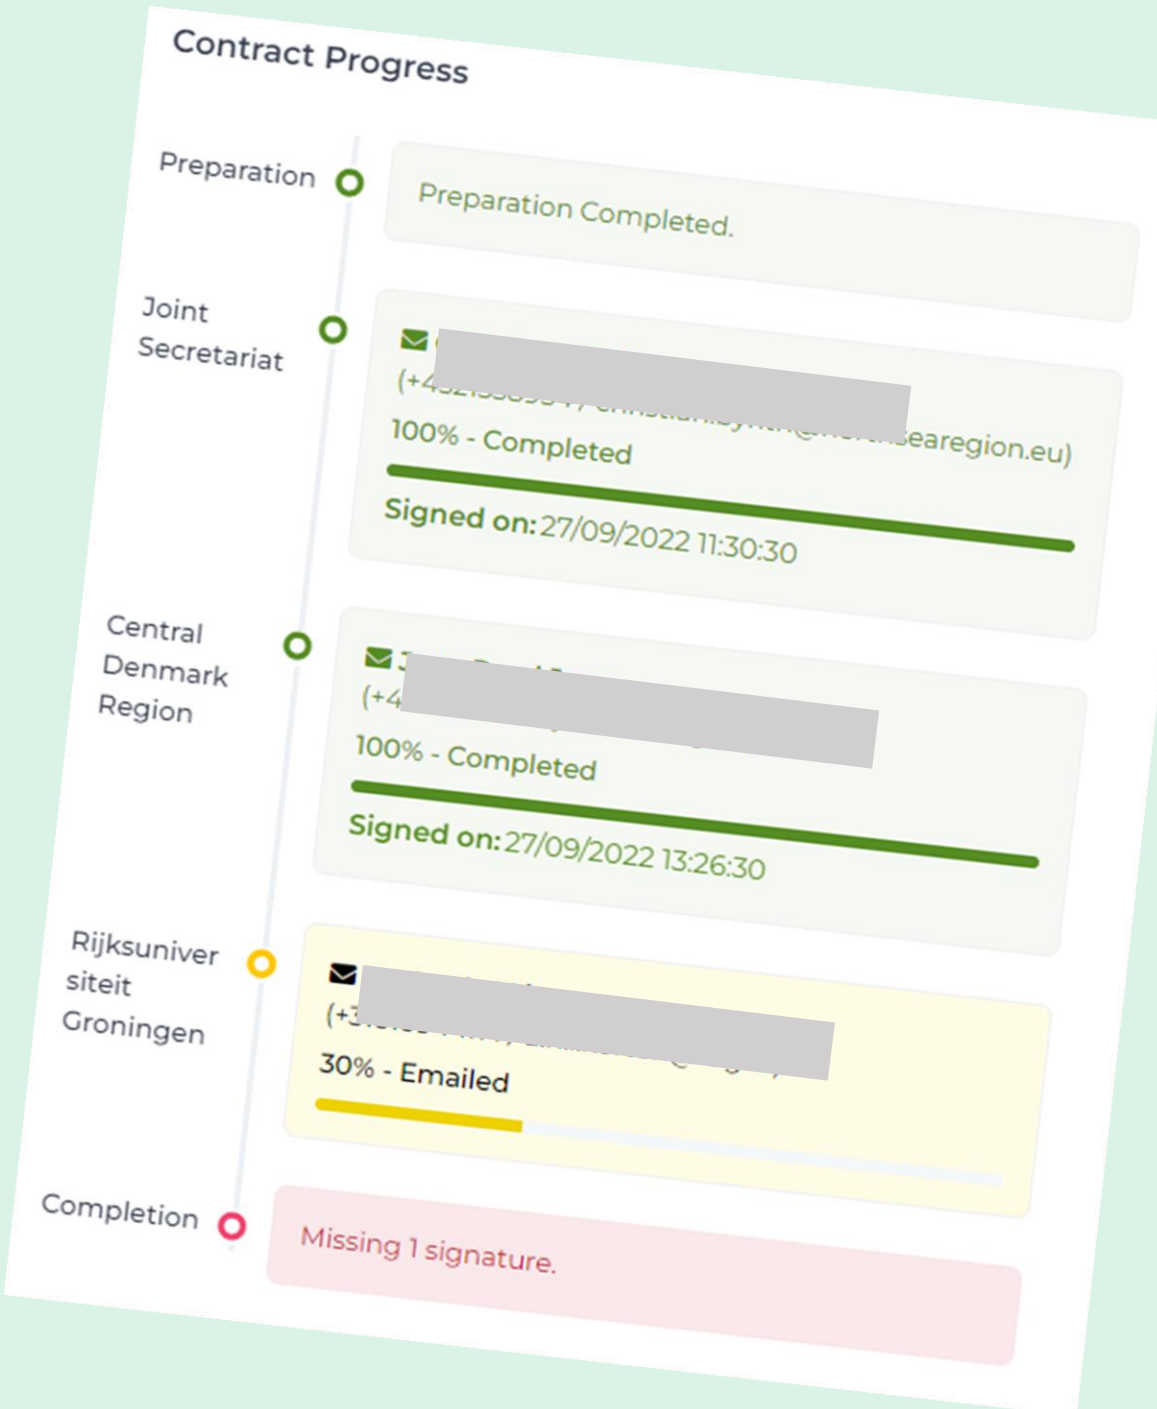 Contract Progress
Preparation
Preparation Completed.
Joint
Secretariat
searegion.eu)
100% - Completed
Signed on: 27/09/2022 11:30:30
Central
Denmark
Region
(+4
100% - Completed
Signed on: 27/09/2022 13:26:30
Rijksuniver
siteit
Groningen
30% - Emailed
Completion
Missing 1 signature.